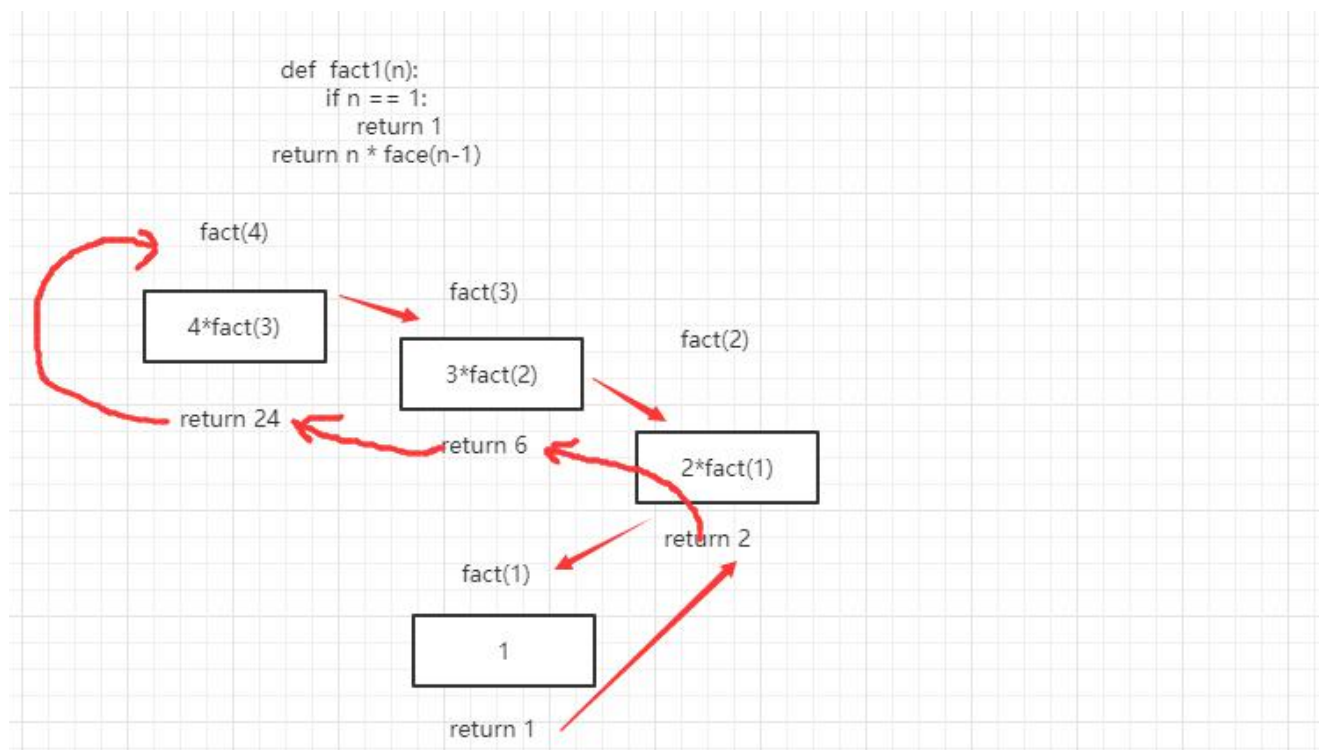 def fact1(n):
if n == 1:
return 1
return n * face(n-1)
fact(4)
4*fact(3)
return 24
fact(3)
3*fact(2)
return 6
fact(2)
2*fact(1)
return 2
fact(1)
1
return 1